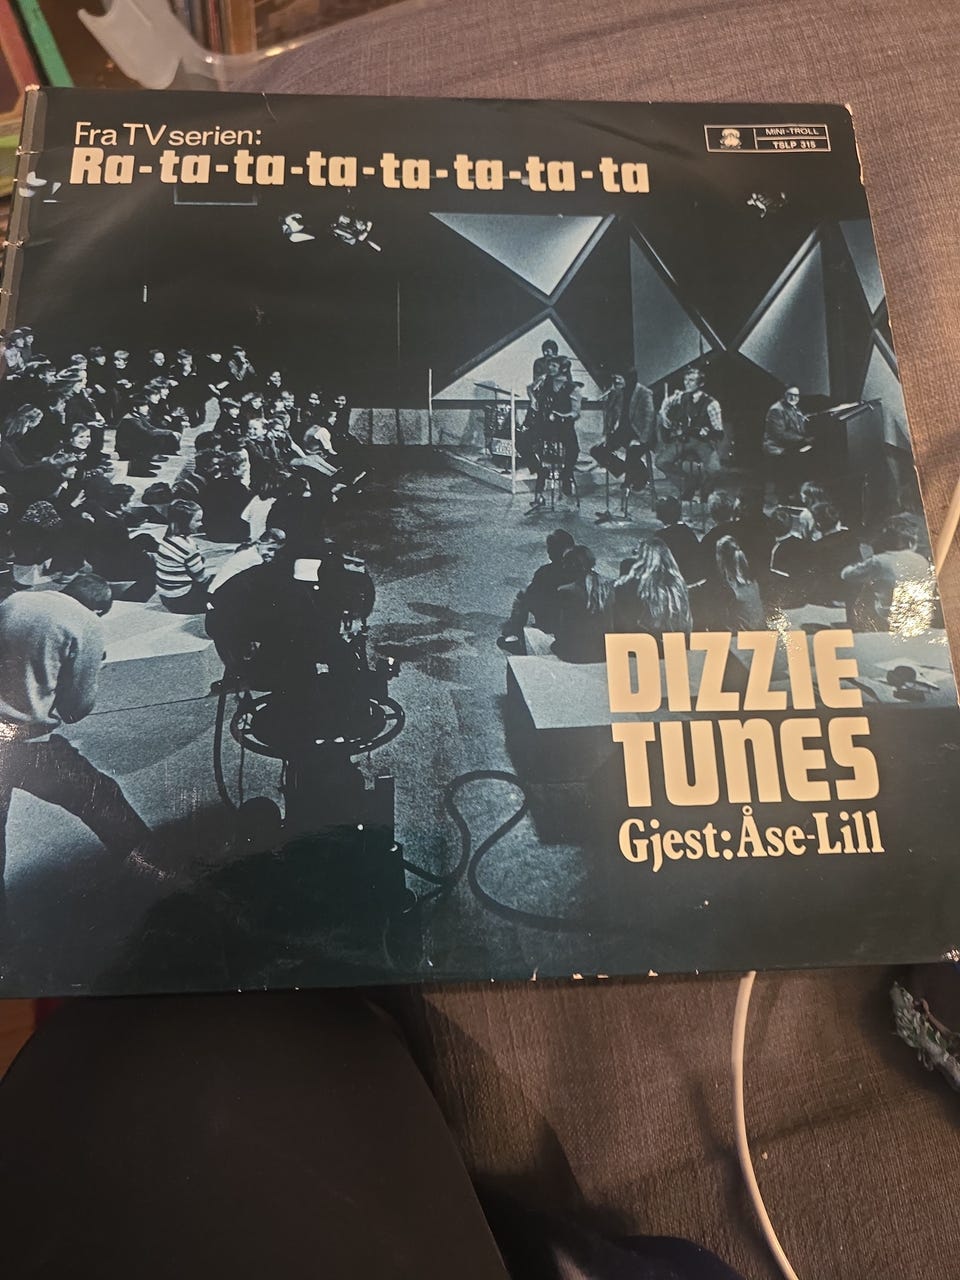 Fra TV serien:
Ra-ta-ta-ta-ta-ta-ta-ta
MINI-TROLL
TSLP 315
DIZZIE
TUNES
Gjest: Åse-Lill